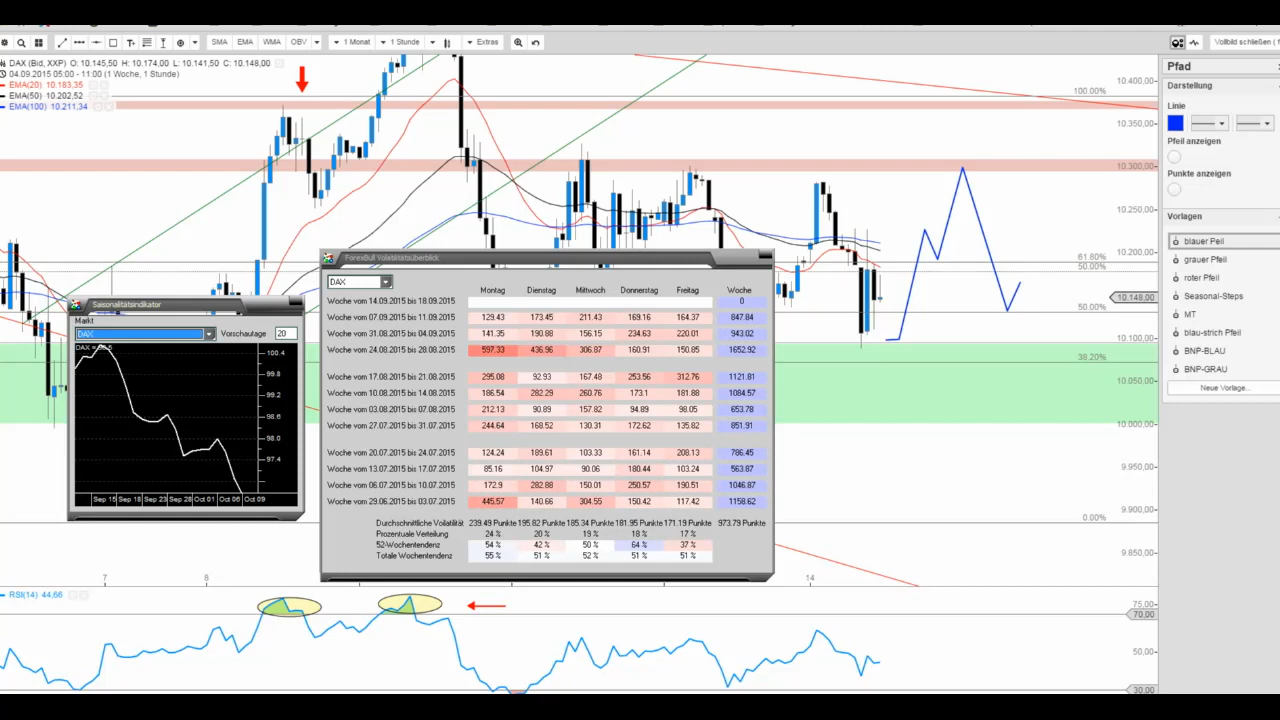 SMA EMA WMA OBV 1 Monat 1 Stunde Extras Vollbild schließen ( f
DAX (Bid, XXP) O: 10.145,50 H: 10.174,00 L: 10.141,50 C: 10.148,00
04.09.2015 05:00 - 11:00 (1 Woche, 1 Stunde)
EMA(20) 10.183,35
EMA(50) 10.202,52
EMA(100) 10.211,34
10.400,00
100.00%
10.350,00
10.300,00
10.250,00
10.200,00
61.80%
50.00%
10.148,00
50.00%
10.100,00
38.20%
10.050,00
10.000,00
9.950,00
9.900,00
0.00%
9.850,00
7 8 14
Pfad
Darstellung
Linie
Pfeil anzeigen
Punkte anzeigen
Vorlagen
blauer Peil
grauer Pfeil
roter Pfeil
Seasonal-Steps
MT
blau-strich Pfeil
BNP-BLAU
BNP-GRAU
Neue Vorlage...
Saisonalitätsindikator
Markt
DAX Vorschautage 20
100.4
99.8
99.2
98.6
98.0
97.4
Sep 15 Sep 18 Sep 23 Sep 28 Oct 01 Oct 06 Oct 09
ForexBull Volatilitätsüberblick
DAX
Montag Dienstag Mittwoch Donnerstag Freitag Woche
Woche vom 14.09.2015 bis 18.09.2015 0
Woche vom 07.09.2015 bis 11.09.2015 129.43 173.45 211.43 169.16 164.37 847.84
Woche vom 31.08.2015 bis 04.09.2015 141.35 190.88 156.15 234.63 220.01 943.02
Woche vom 24.08.2015 bis 28.08.2015 597.33 436.96 306.87 160.91 150.85 1652.92
Woche vom 17.08.2015 bis 21.08.2015 295.08 92.93 167.48 253.56 312.76 1121.81
Woche vom 10.08.2015 bis 14.08.2015 186.54 282.29 260.76 173.1 181.88 1084.57
Woche vom 03.08.2015 bis 07.08.2015 212.13 90.89 157.82 94.89 98.05 653.78
Woche vom 27.07.2015 bis 31.07.2015 244.64 168.52 130.31 172.62 135.82 851.91
Woche vom 20.07.2015 bis 24.07.2015 124.24 189.61 103.33 161.14 208.13 786.45
Woche vom 13.07.2015 bis 17.07.2015 85.16 104.97 90.06 180.44 103.24 563.87
Woche vom 06.07.2015 bis 10.07.2015 172.9 282.88 150.01 250.57 190.51 1046.87
Woche vom 29.06.2015 bis 03.07.2015 445.57 140.66 304.55 150.42 117.42 1158.62
Durchschnittliche Volatilität 239.49 Punkte 195.82 Punkte 185.34 Punkte 181.95 Punkte 171.19 Punkte 973.79 Punkte
Prozentuale Verteilung 24 % 20 % 19 % 18 % 17 %
52-Wochentendenz 54 % 42 % 50 % 64 % 37 %
Totale Wochentendenz 55 % 51 % 52 % 51 % 51 %
RSI(14) 44,66
75.00
70.00
50.00
30.00